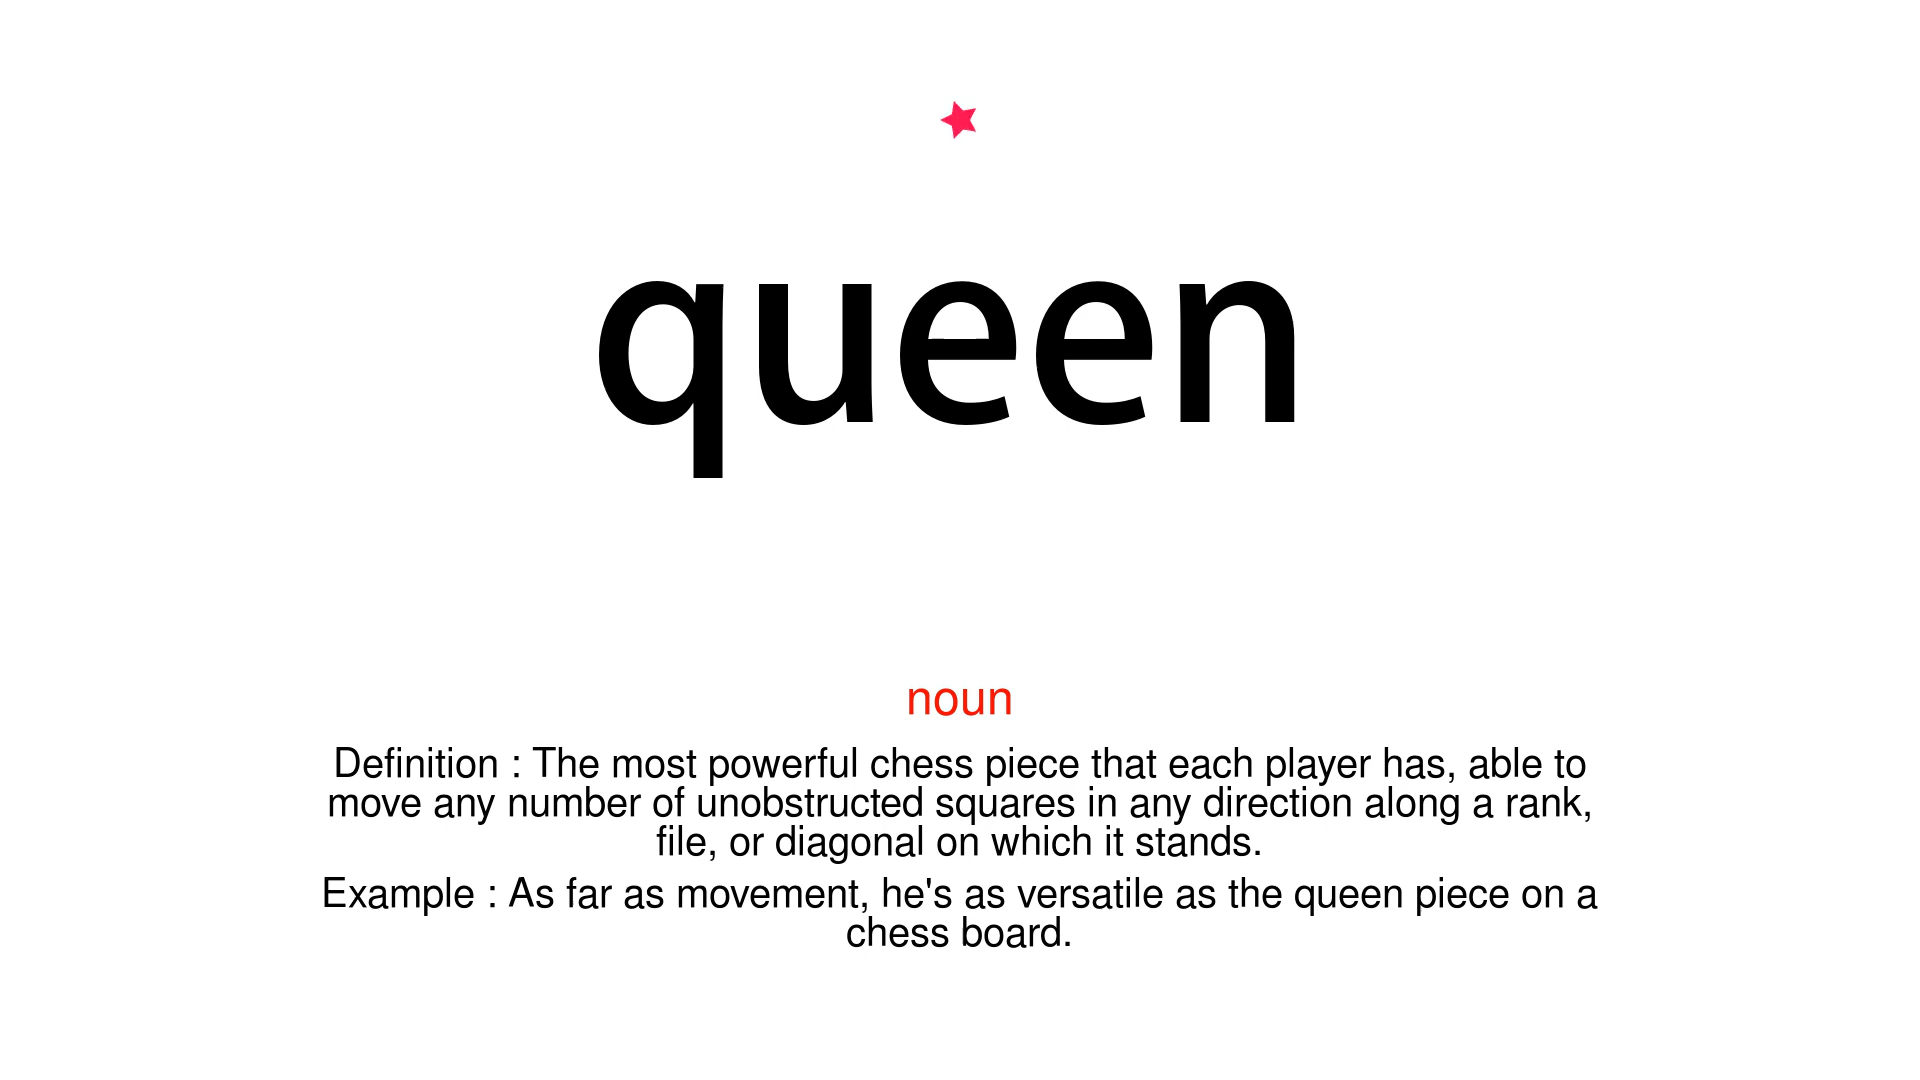 queen
noun
Definition : The most powerful chess piece that each player has, able to
move any number of unobstructed squares in any direction along a rank,
file, or diagonal on which it stands.
Example : As far as movement, he's as versatile as the queen piece on a
chess board.